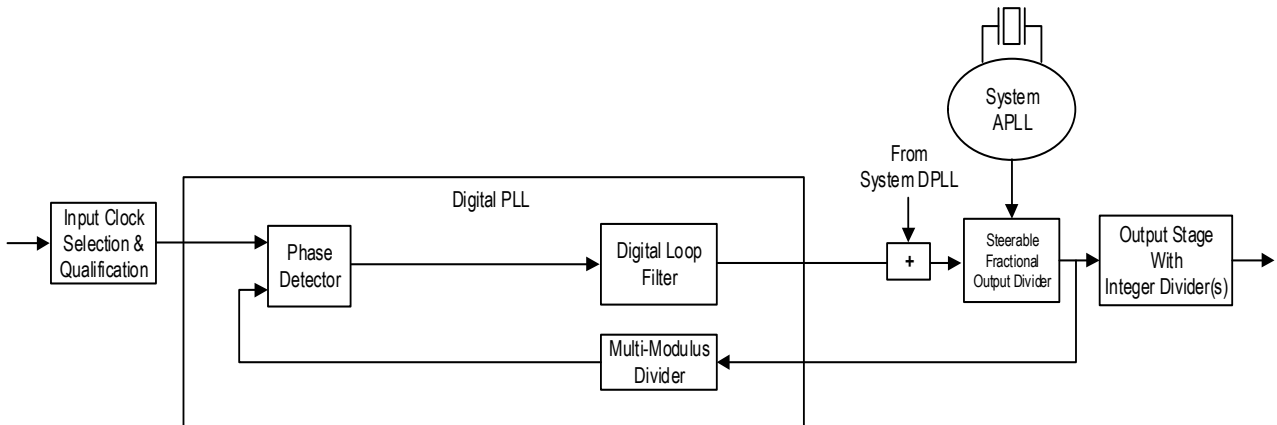 System
APLL
From
System DPLL
Digital PLL
Input Clock
Selection &
Qualification
Phase
Detector
Digital Loop
Filter
+
Steerable
Fractional
Output Divider
Output Stage
With
Integer Divider(s)
Multi-Modulus
Divider